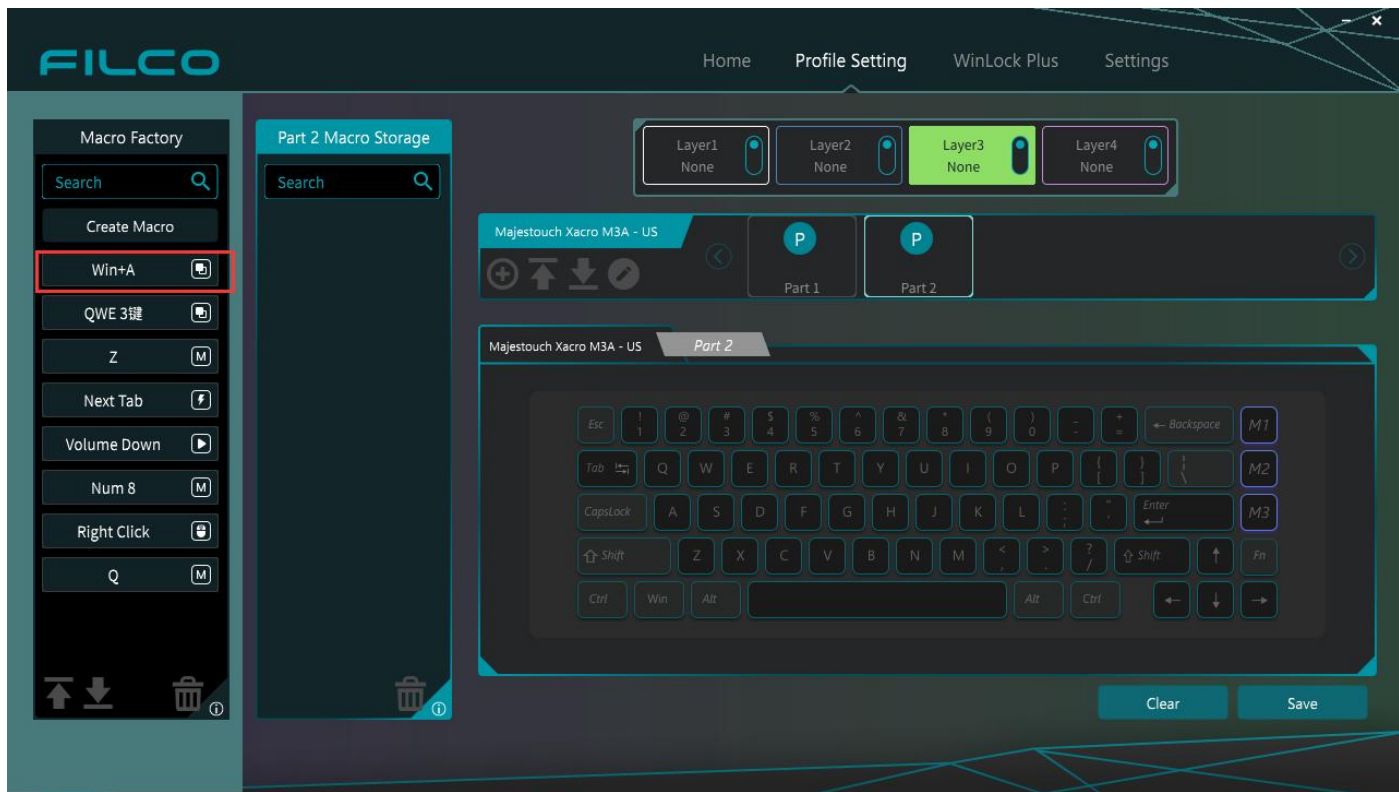 FILCO
Home Profile Setting WinLock Plus Settings
Macro Factory
Search
Create Macro
Win+A
QWE 3键
Z M
Next Tab
Volume Down
Num 8 M
Right Click
Q M
Part 2 Macro Storage
Search
Layer1 Layer2 Layer3 Layer4
None None None None
Majestouch Xacro M3A - US
P P
Part 1 Part 2
Majestouch Xacro M3A - US Part 2
Esc ! 1 @ 2 # 3 $ 4 % 5 ^ 6 & 7 * 8 ( 9 ) 0 _ - + = ← Backspace M1
Tab Q W E R T Y U I O P { [ } ] ¦ \ M2
CapsLock A S D F G H J K L : ; " ' Enter M3
⇧ Shift Z X C V B N M < , > . ? / ⇧ Shift ↑ Fn
Ctrl Win Alt Alt Ctrl ← ↓ →
Clear Save